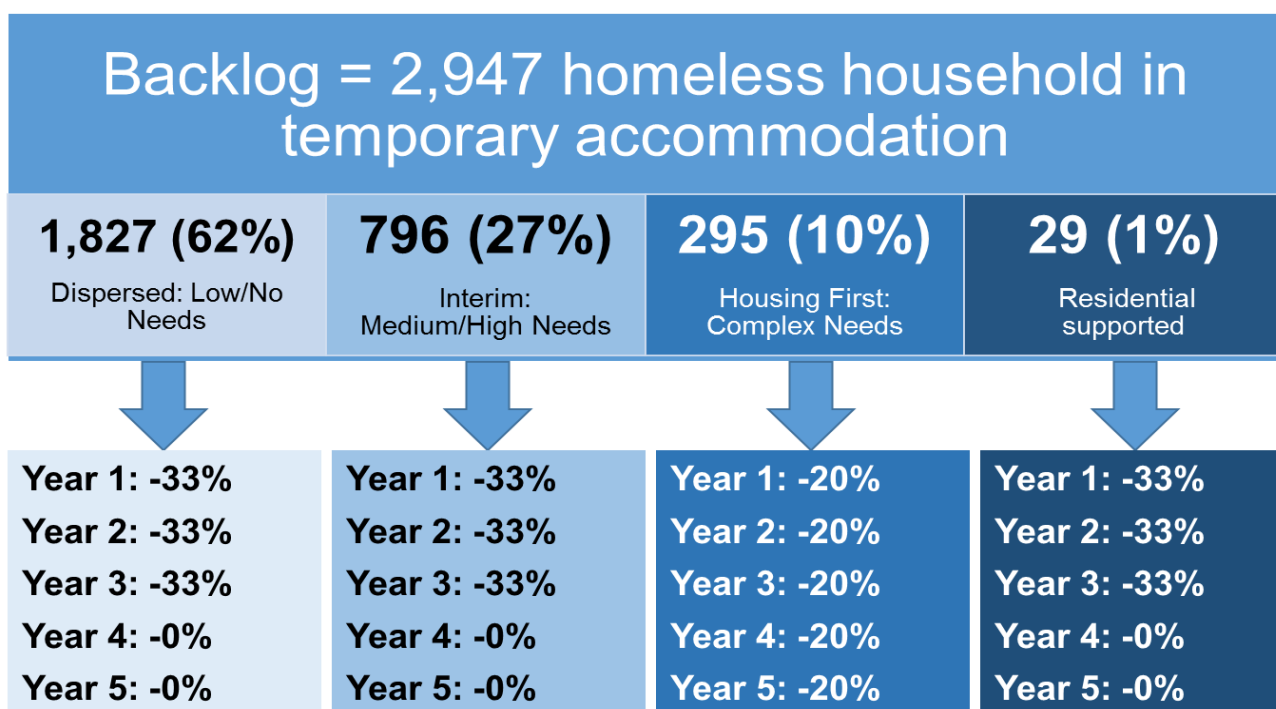 Backlog = 2,947 homeless household in
temporary accommodation
1,827 (62%)
Dispersed: Low/No
Needs
796 (27%)
Interim:
Medium/High Needs
295 (10%)
Housing First:
Complex Needs
29 (1%)
Residential
supported
Year 1: -33%
Year 2: -33%
Year 3: -33%
Year 4: -0%
Year 5: -0%
Year 1: -33%
Year 2: -33%
Year 3: -33%
Year 4: -0%
Year 5: -0%
Year 1: -20%
Year 2: -20%
Year 3: -20%
Year 4: -20%
Year 5: -20%
Year 1: -33%
Year 2: -33%
Year 3: -33%
Year 4: -0%
Year 5: -0%